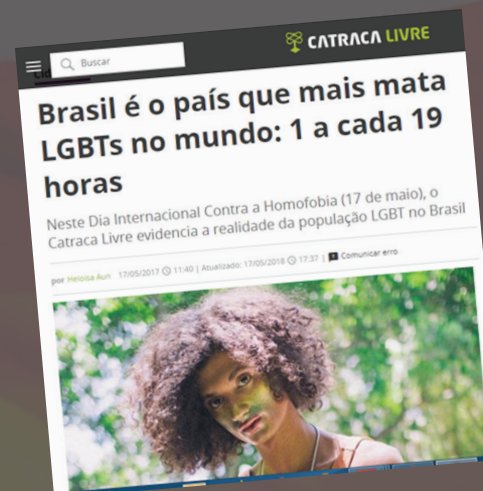 CATRACA LIVRE
Buscar
Brasil é o país que mais mata
LGBTs no mundo: 1 a cada 19
horas
Neste Dia Internacional Contra a Homofobia (17 de maio), o
Catraca Livre evidencia a realidade da população LGBT no Brasil
por Heloisa Aun 17/05/2017 11:40 | Atualizado: 17/05/2018 17:37 | Comunicar erro